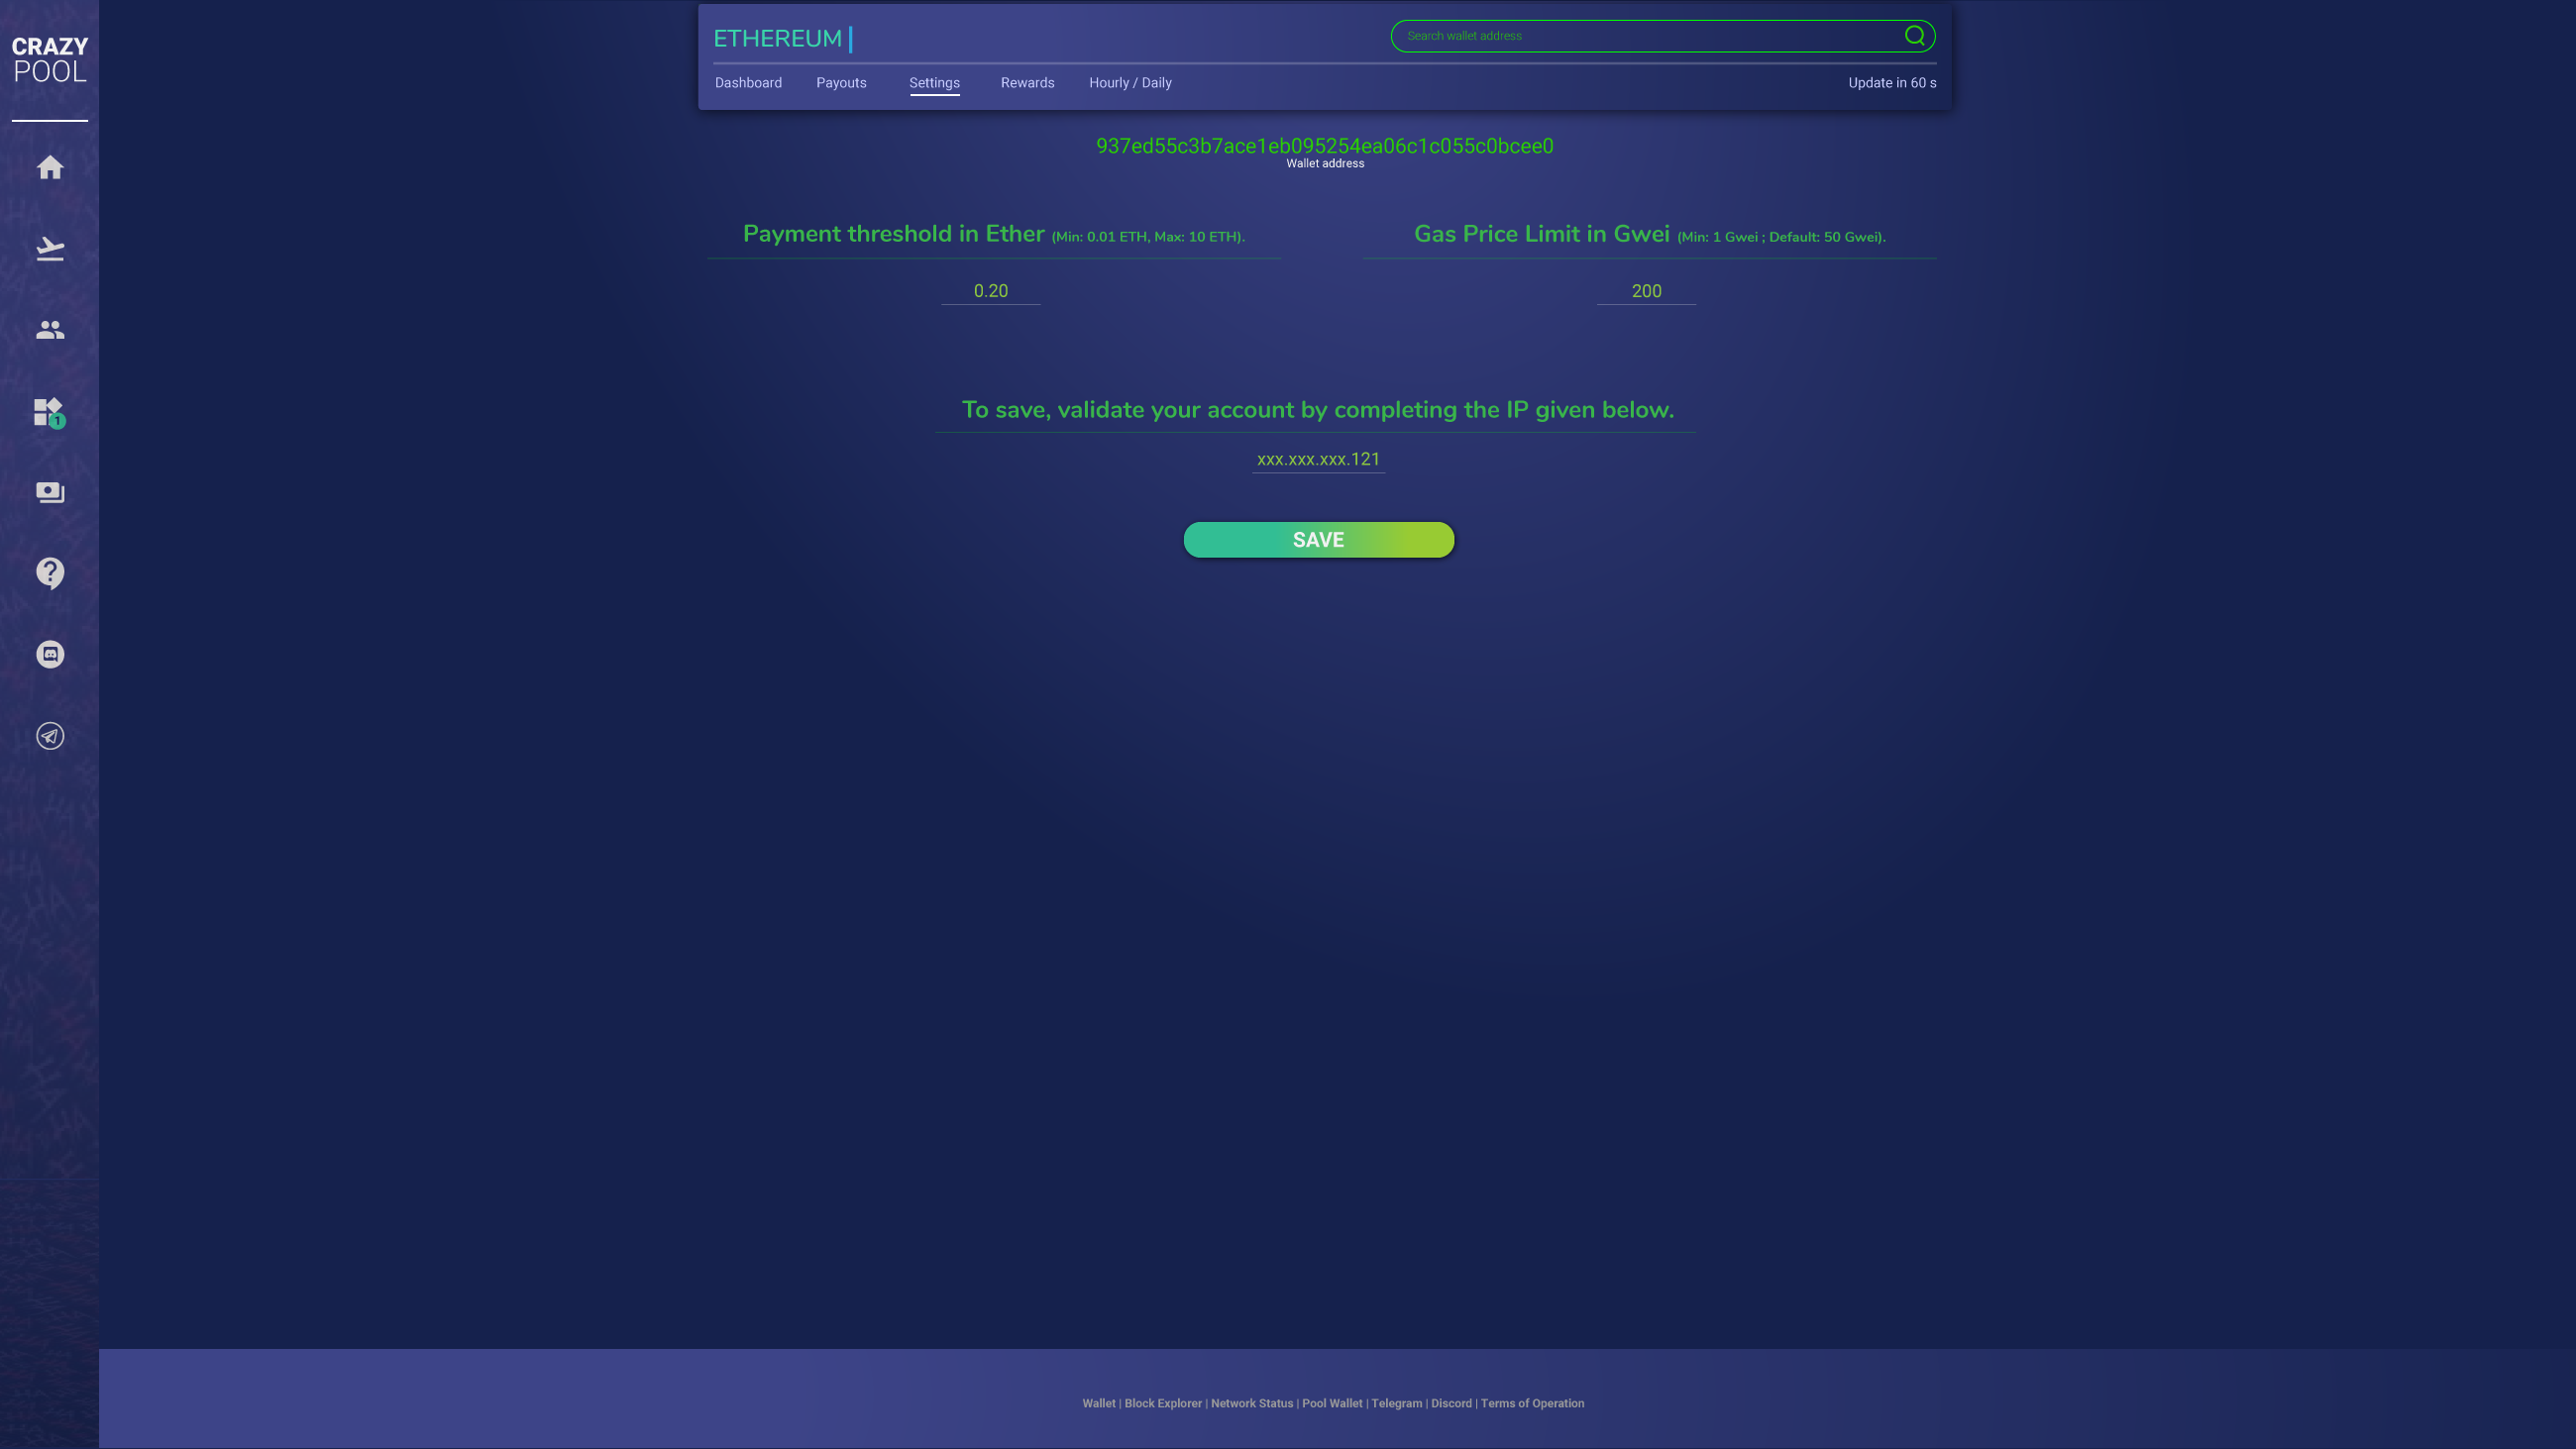 CRAZY
POOL
1
ETHEREUM
Search wallet address
Dashboard Payouts Settings Rewards Hourly / Daily Update in 60 s
937ed55c3b7ace1eb095254ea06c1c055c0bcee0
Wallet address
Payment threshold in Ether (Min: 0.01 ETH, Max: 10 ETH).
0.20
Gas Price Limit in Gwei (Min: 1 Gwei ; Default: 50 Gwei).
200
To save, validate your account by completing the IP given below.
xxx.xxx.xxx.121
SAVE
Wallet | Block Explorer | Network Status | Pool Wallet | Telegram | Discord | Terms of Operation